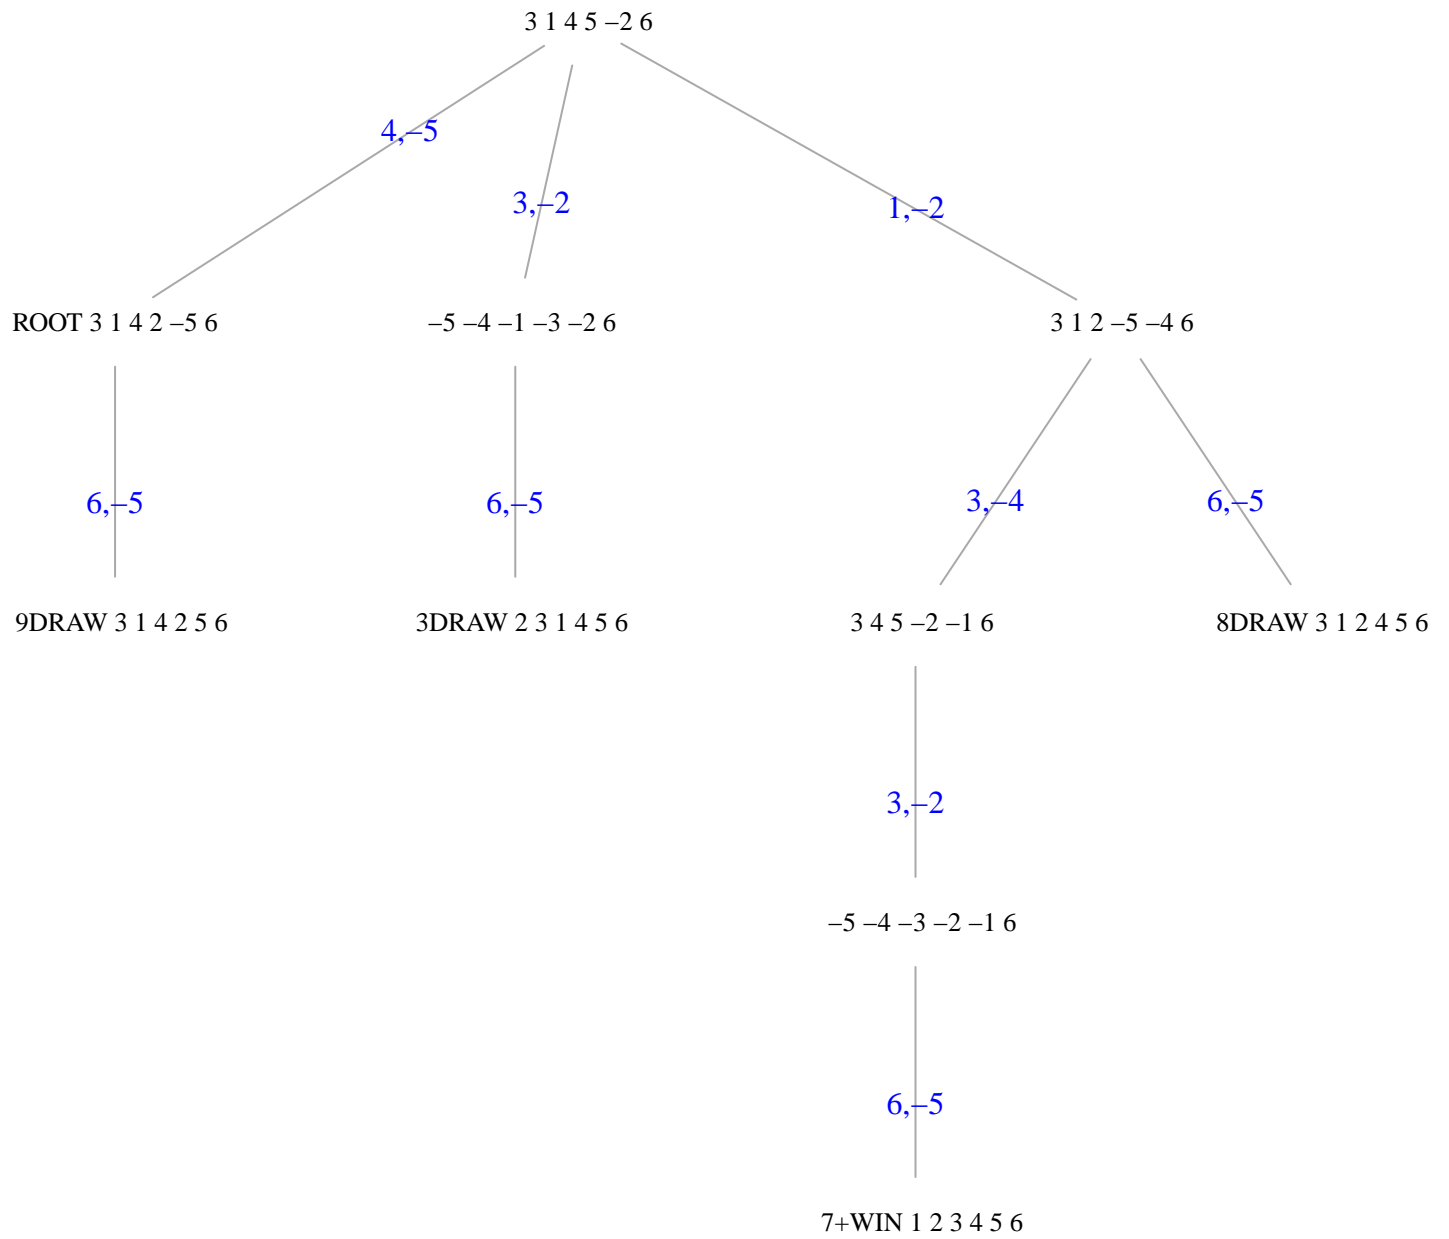 3 1 4 5 –2 6
4,–5
3,–2
1,–2
ROOT 3 1 4 2 –5 6
–5 –4 –1 –3 –2 6
3 1 2 –5 –4 6
6,–5
6,–5
3,–4
6,–5
9DRAW 3 1 4 2 5 6
3DRAW 2 3 1 4 5 6
3 4 5 –2 –1 6
8DRAW 3 1 2 4 5 6
3,–2
–5 –4 –3 –2 –1 6
6,–5
7+WIN 1 2 3 4 5 6